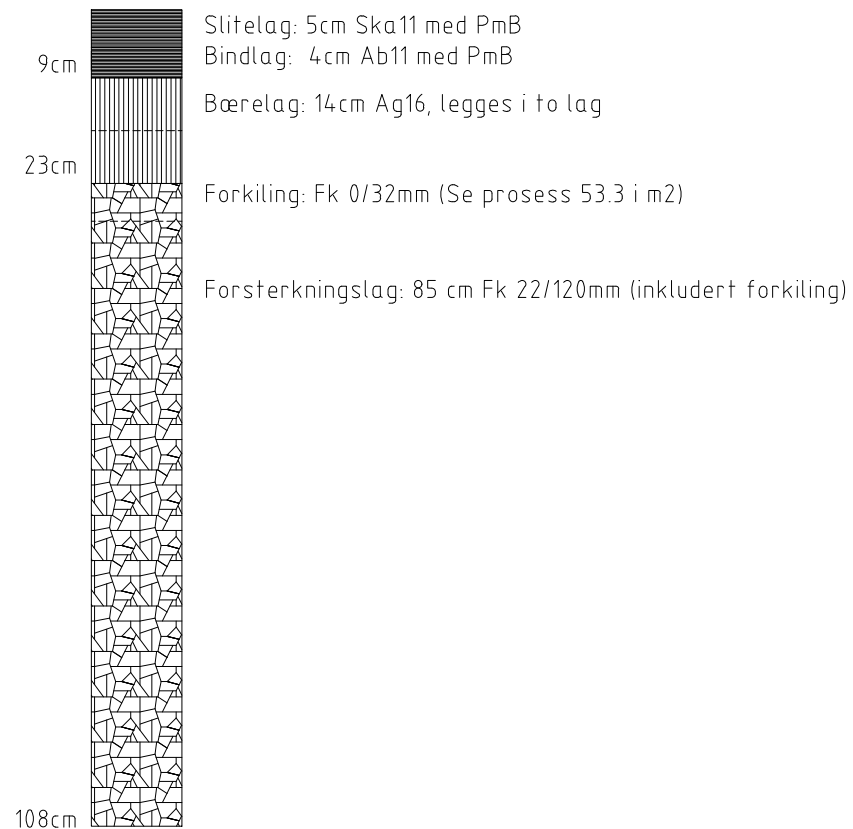 Slitelag: 5cm Ska11 med PmB
Bindlag: 4cm Ab11 med PmB
9cm
Bærelag: 14cm Ag16, legges i to lag
23cm
Forkiling: Fk 0/32mm (Se prosess 53.3 i m2)
Forsterkningslag: 85 cm Fk 22/120mm (inkludert forkiling)
108cm